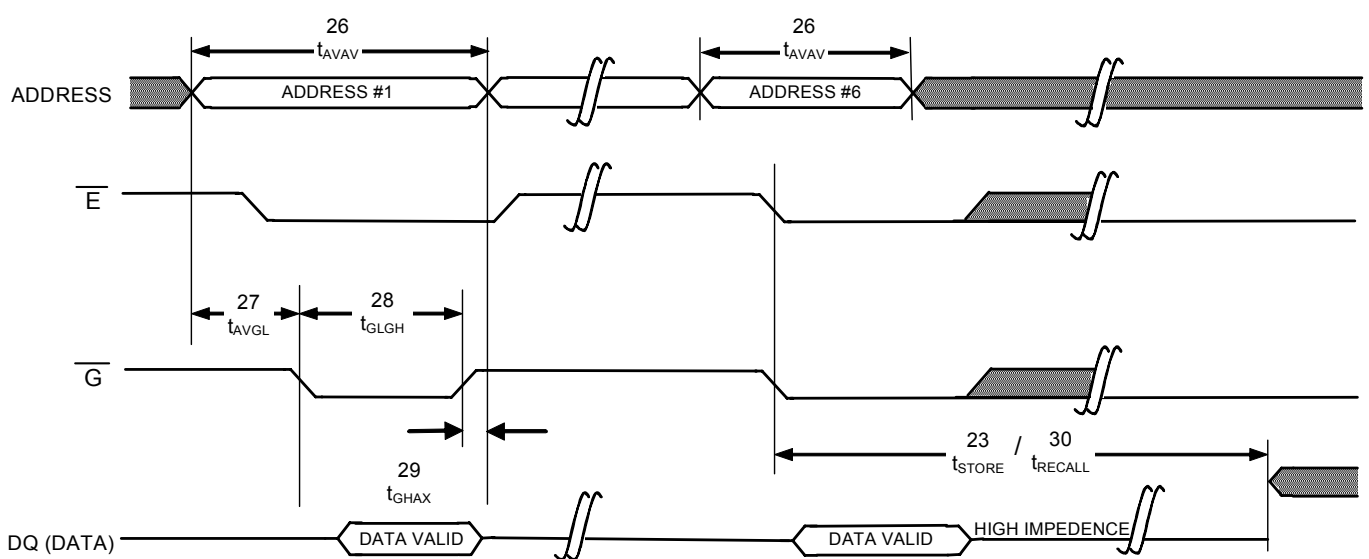 26
tAVAV
26
tAVAV
ADDRESS
ADDRESS #1
ADDRESS #6
E
27
tAVGL
28
tGLGH
G
23 / 30
tSTORE tRECALL
29
tGHAX
DQ (DATA)
DATA VALID
DATA VALID
HIGH IMPEDENCE